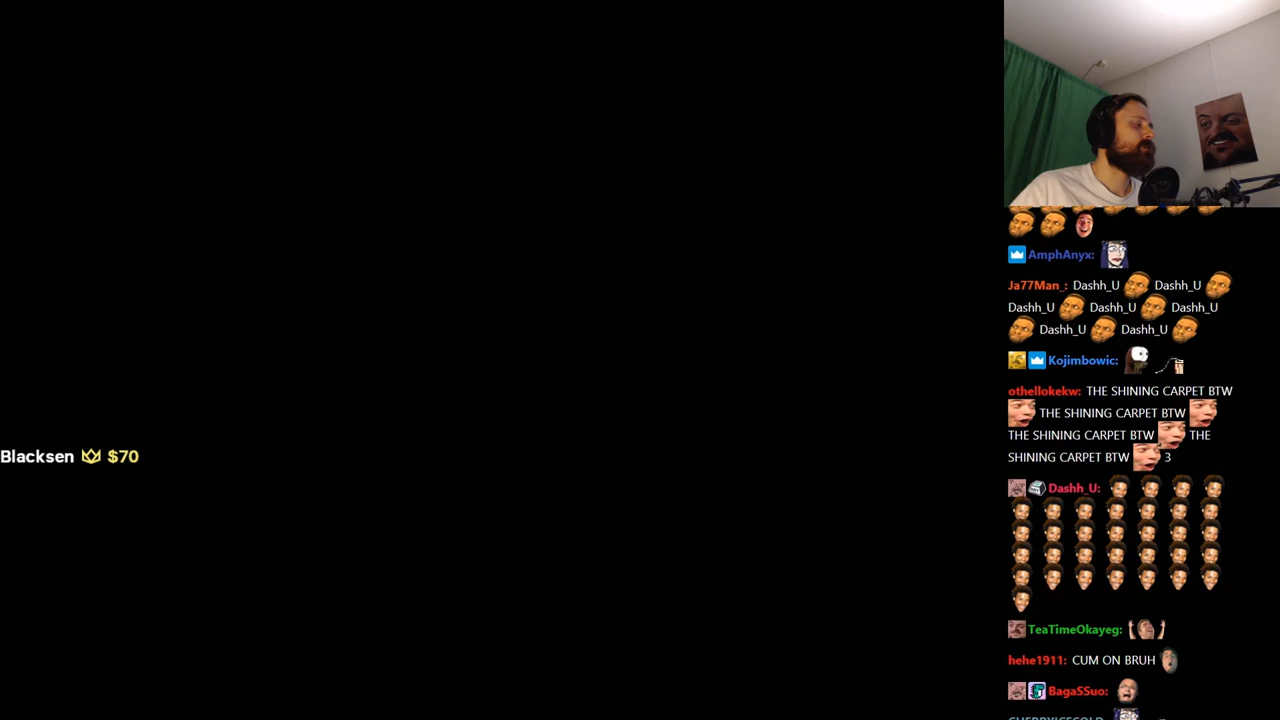 AmphAnyx:
Ja77Man_: Dashh_U Dashh_U
Dashh_U Dashh_U Dashh_U
Dashh_U Dashh_U
Kojimbowic:
othellokekw: THE SHINING CARPET BTW
THE SHINING CARPET BTW
THE SHINING CARPET BTW THE
SHINING CARPET BTW 3
Blacksen $70
Dashh_U:
TeaTimeOkayeg:
hehe1911: CUM ON BRUH
BagaSSuo: